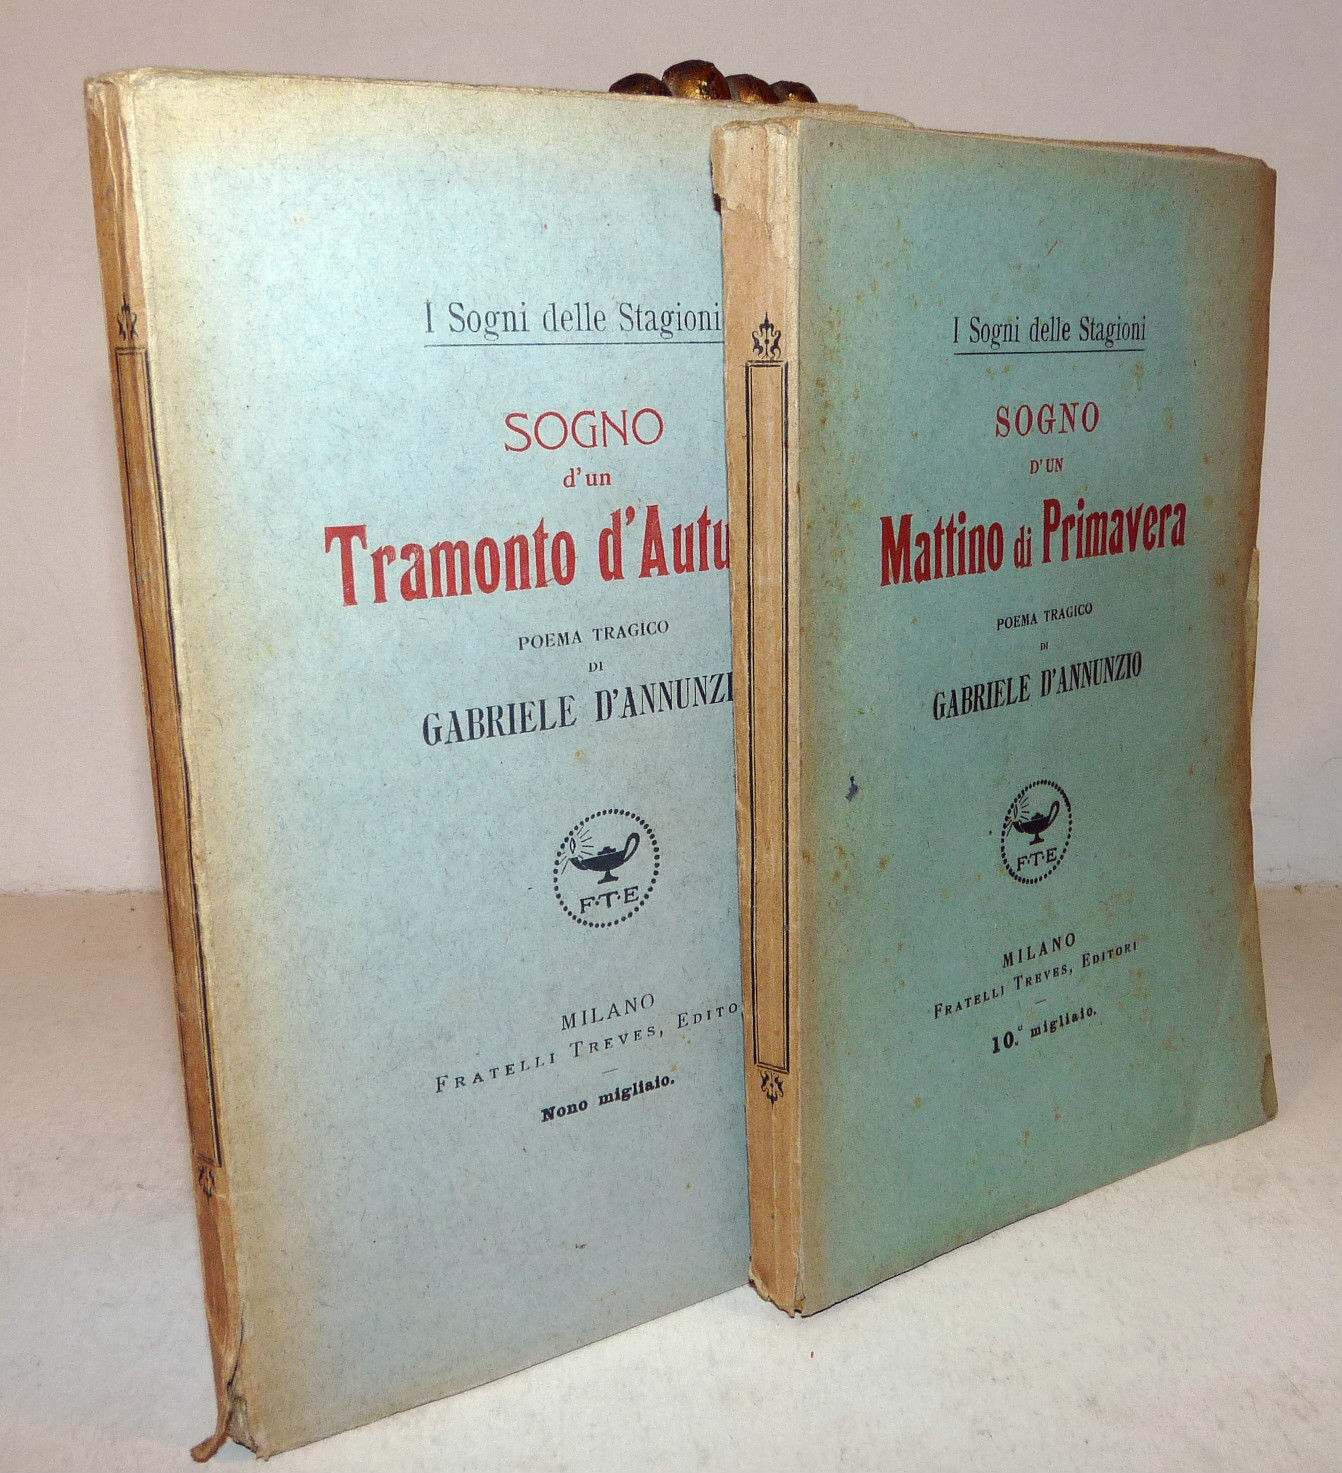 I Sogni delle Stagioni
SOGNO
d'un
Tramonto d'Autu
POEMA TRAGICO
DI
GABRIELE D'ANNUNZI
F·T·E
MILANO
FRATELLI TREVES, EDITO
Nono migliaio.
I Sogni delle Stagioni
SOGNO
D'UN
Mattino di Primavera
POEMA TRAGICO
DI
GABRIELE D'ANNUNZIO
F·T·E
MILANO
FRATELLI TREVES, EDITORI
10.º migliaio.